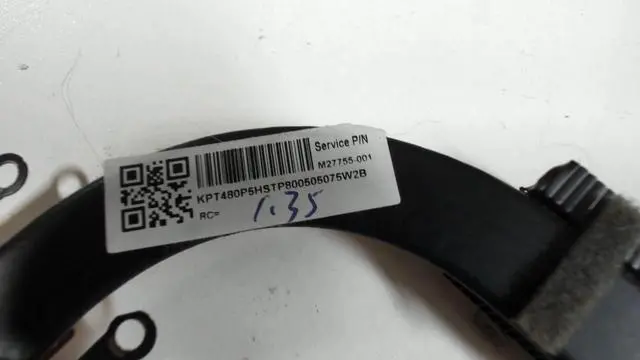 Service P/N
M27755-001
KPT480P5HSTP800505075W2B
RC= 1.35